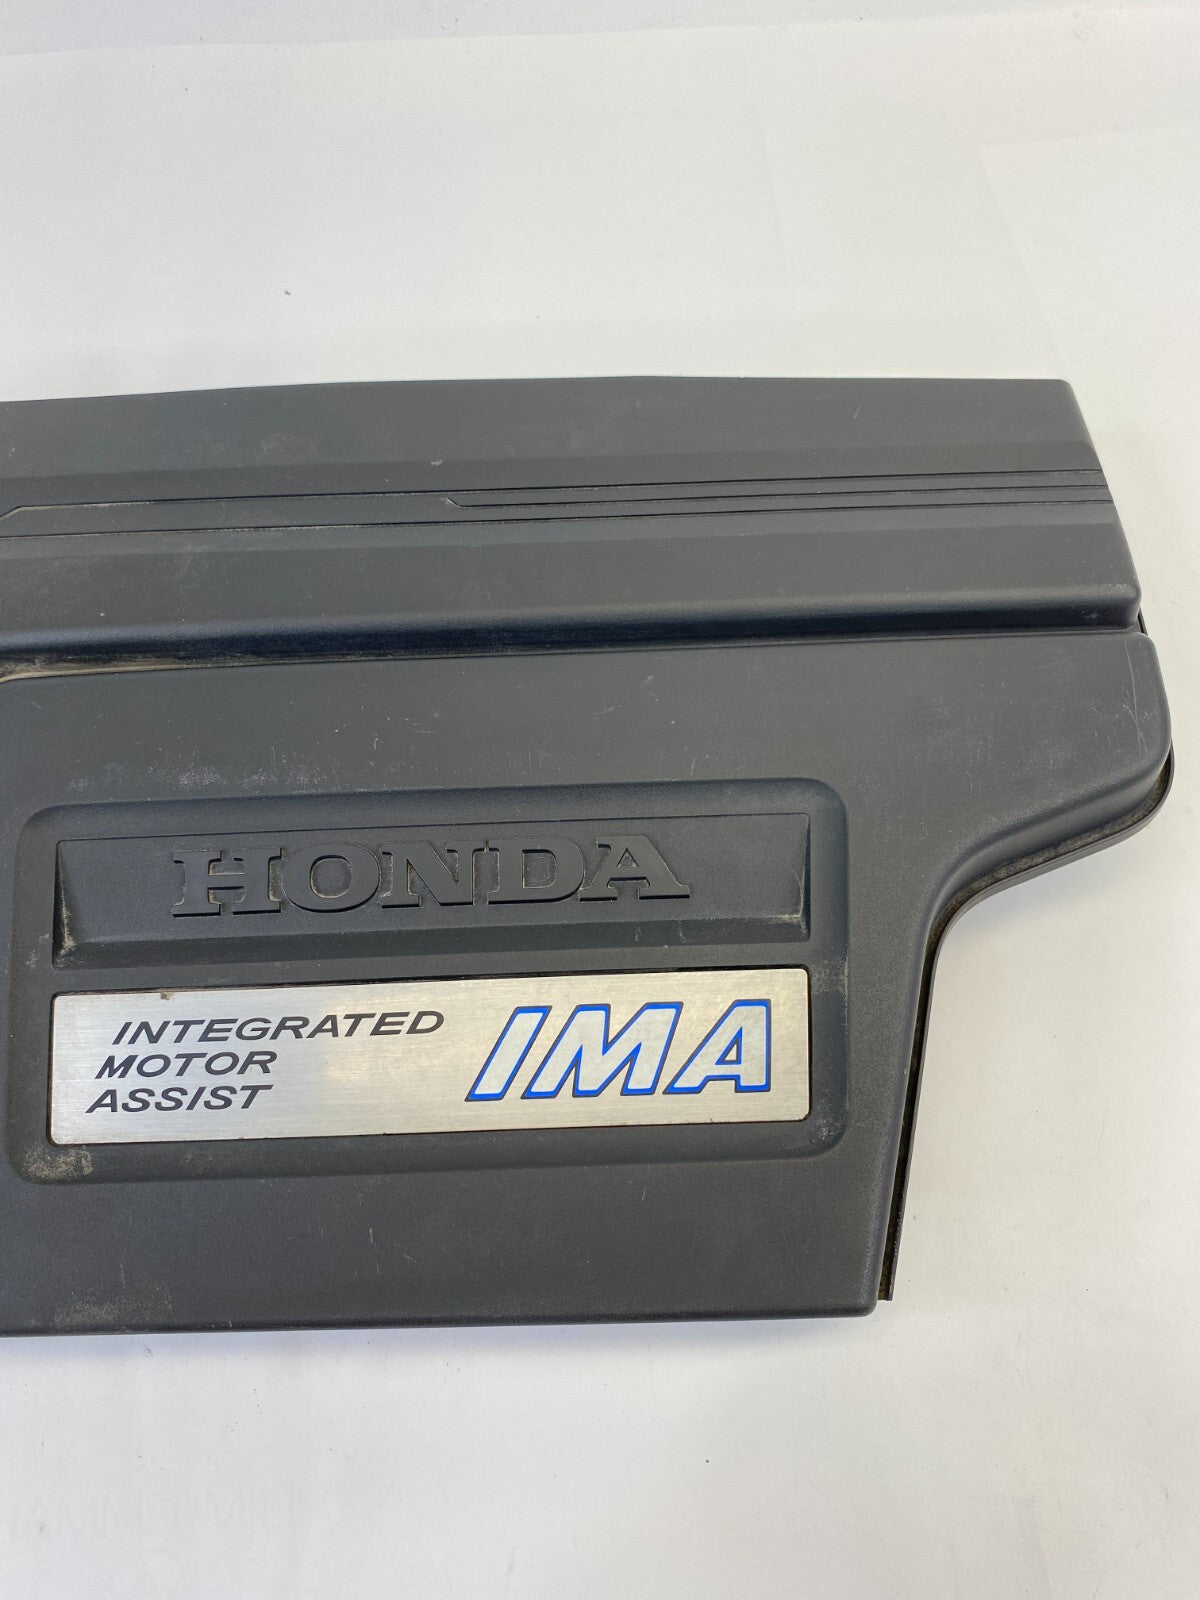 HONDA
INTEGRATED
MOTOR
ASSIST
IMA